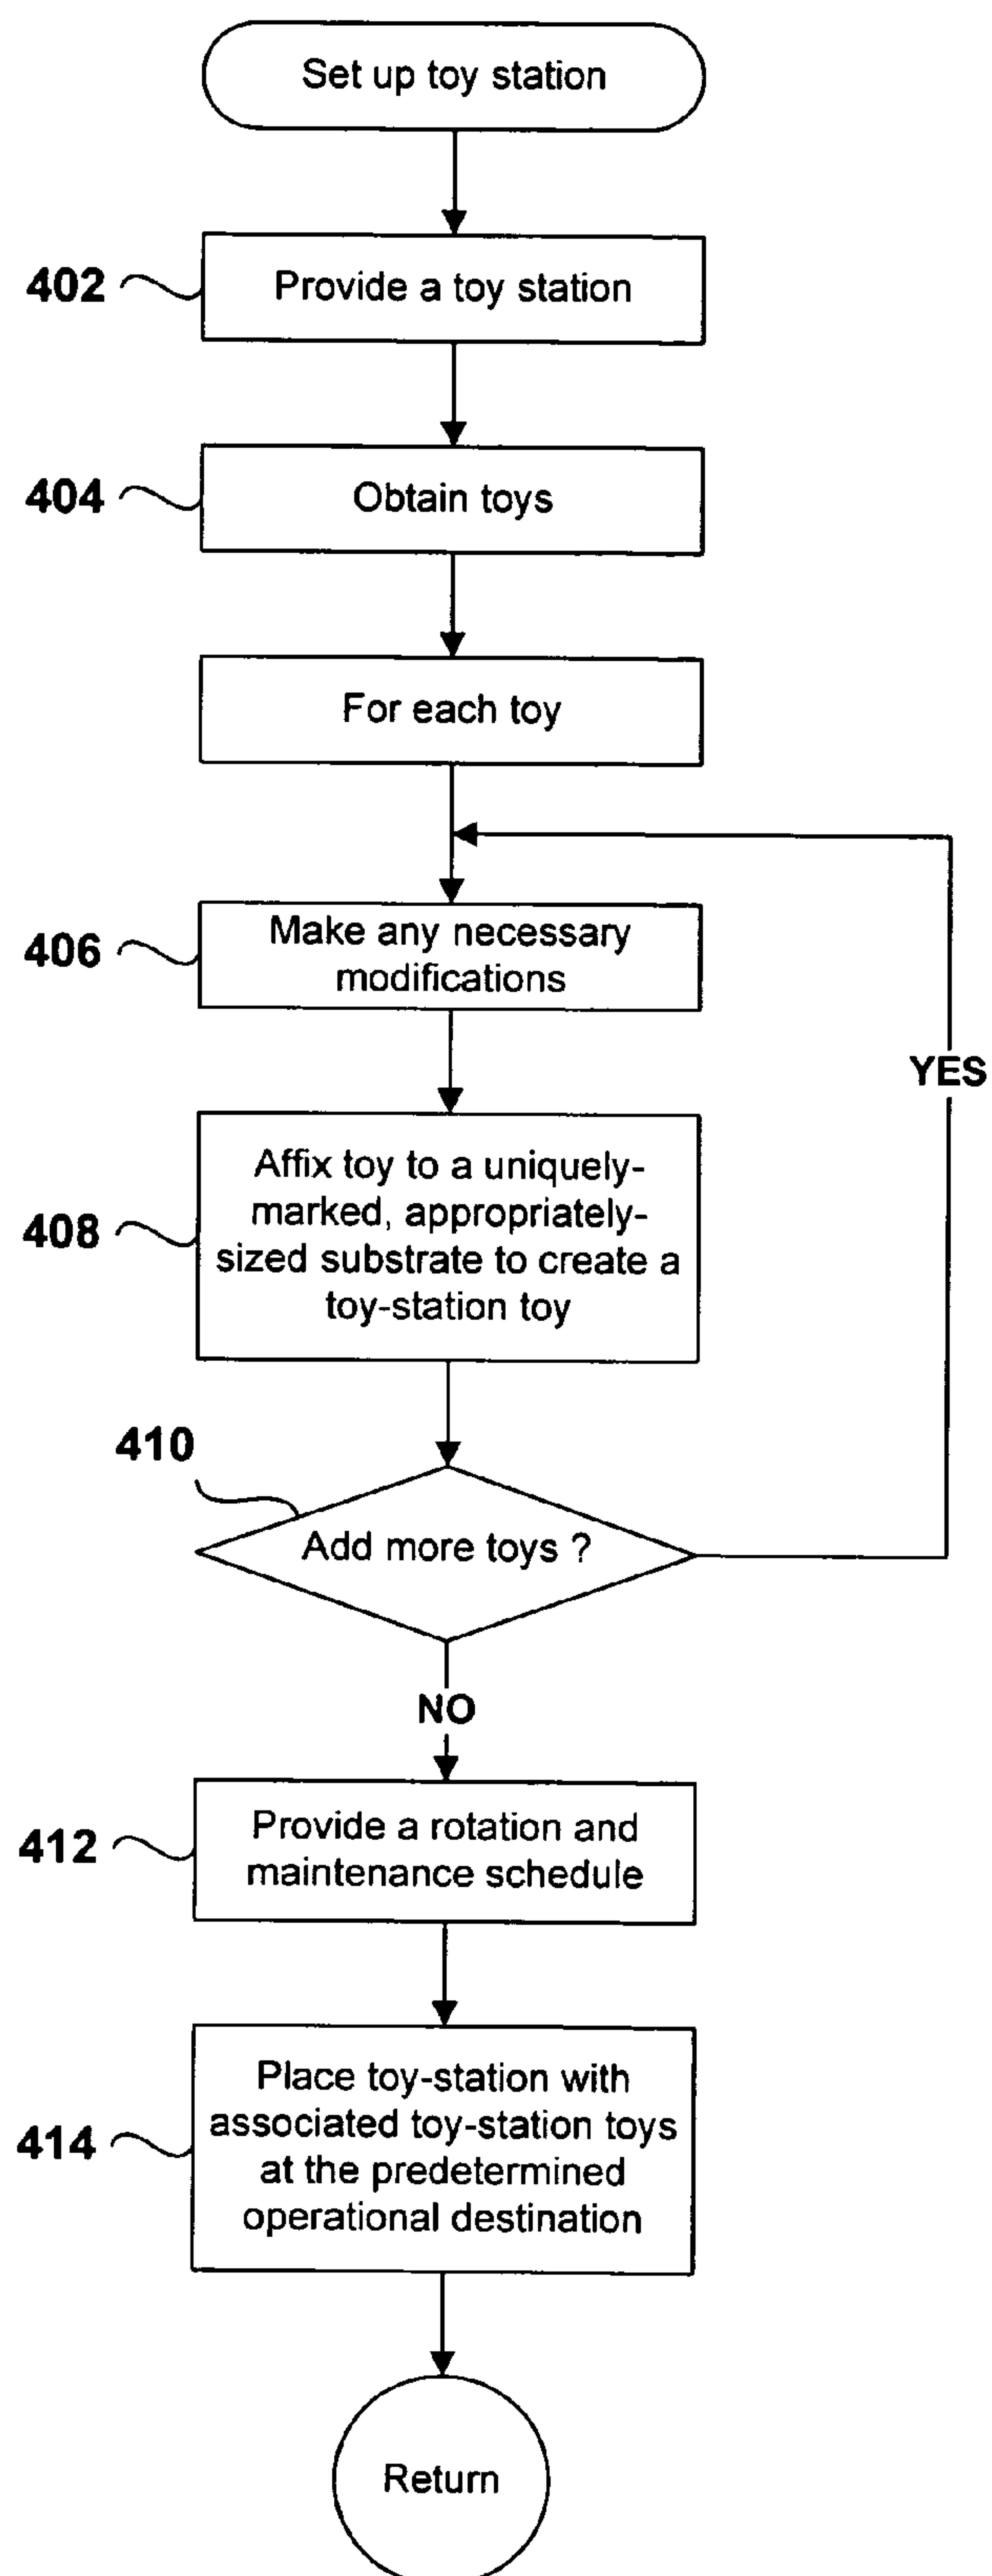 Set up toy station
402
Provide a toy station
404
Obtain toys
For each toy
406
Make any necessary
modifications
YES
408
Affix toy to a uniquely-
marked, appropriately-
sized substrate to create a
toy-station toy
410
Add more toys ?
NO
412
Provide a rotation and
maintenance schedule
414
Place toy-station with
associated toy-station toys
at the predetermined
operational destination
Return